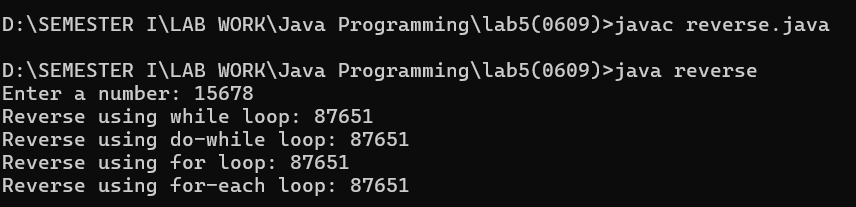 D:\SEMESTER I\LAB WORK\Java Programming\lab5(0609)>javac reverse.java
D:\SEMESTER I\LAB WORK\Java Programming\lab5(0609)>java reverse
Enter a number: 15678
Reverse using while loop: 87651
Reverse using do-while loop: 87651
Reverse using for loop: 87651
Reverse using for-each loop: 87651